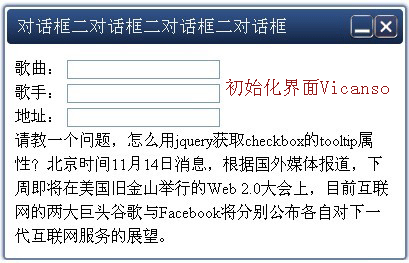 对话框二对话框二对话框二对话框
歌曲：
歌手：
初始化界面Vicanso
地址：
请教一个问题，怎么用jquery获取checkbox的tooltip属
性？北京时间11月14日消息，根据国外媒体报道，下
周即将在美国旧金山举行的Web 2.0大会上，目前互联
网的两大巨头谷歌与Facebook将分别公布各自对下一
代互联网服务的展望。